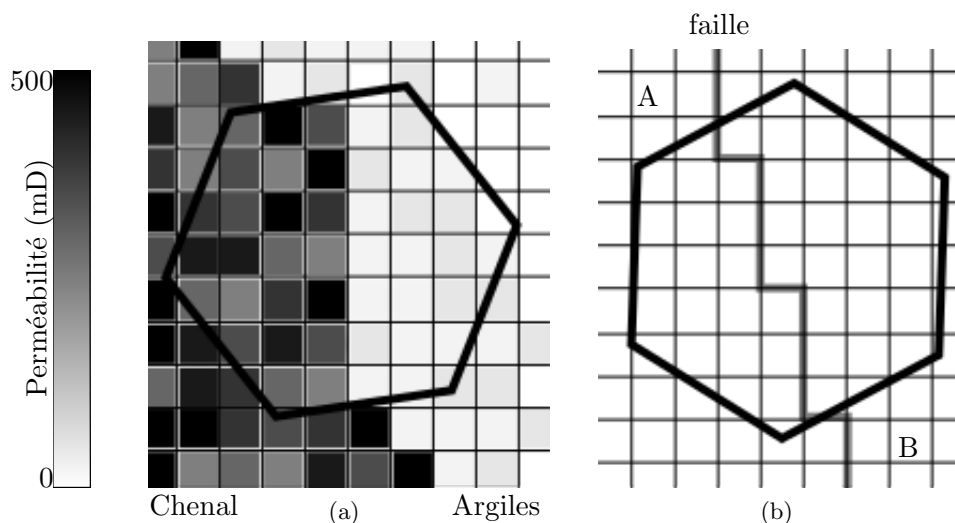 faille
500
Perméabilité (mD)
0
A
B
Chenal
Argiles
(a)
(b)